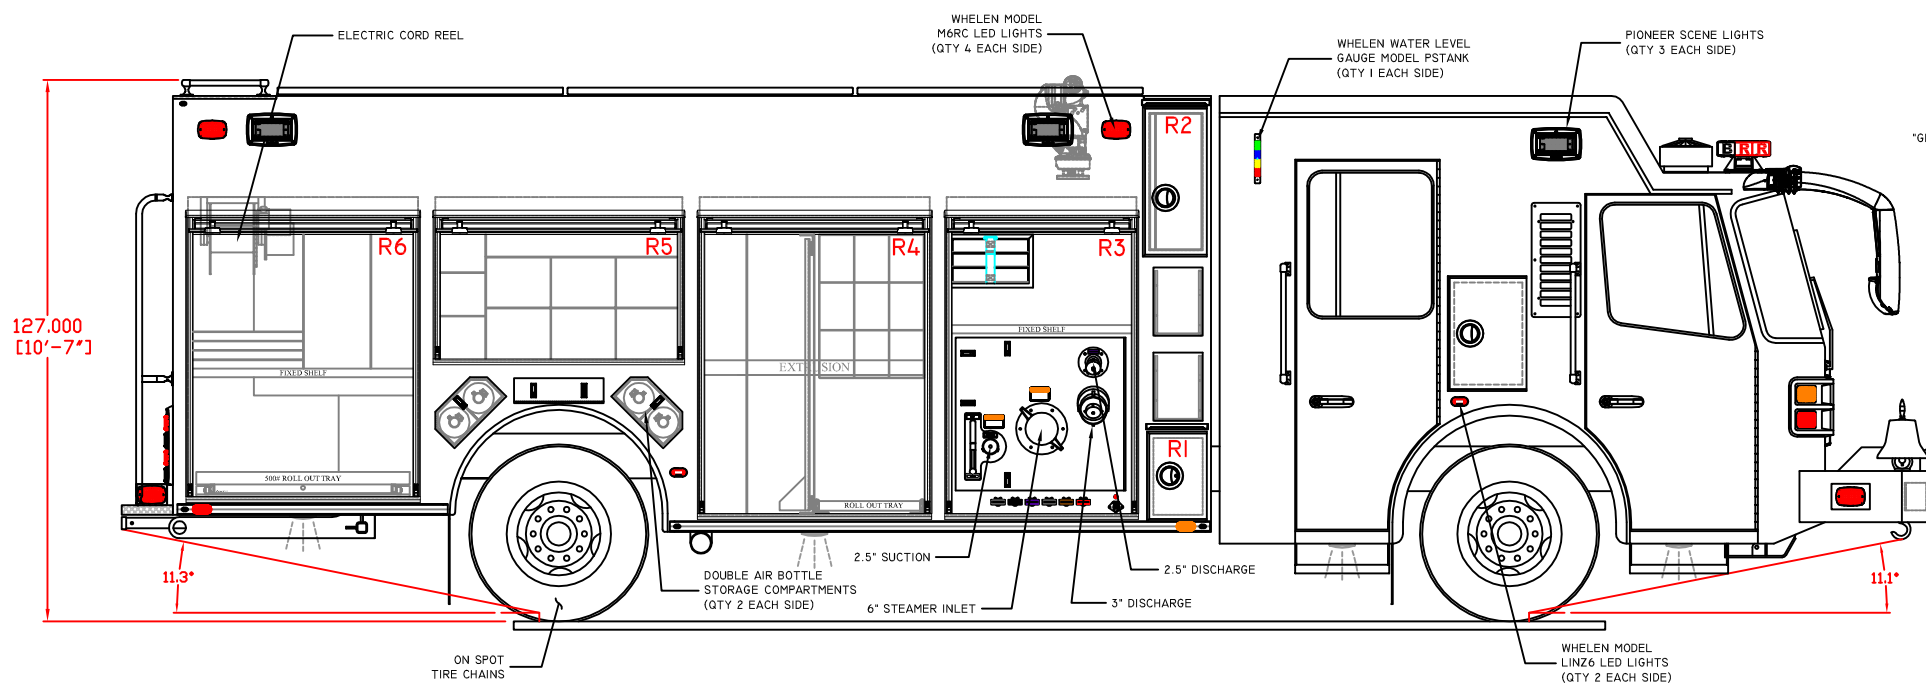 ELECTRIC CORD REEL
WHELEN MODEL
M6RC LED LIGHTS
(QTY 4 EACH SIDE)
WHELEN WATER LEVEL
GAUGE MODEL PSTANK
(QTY 1 EACH SIDE)
PIONEER SCENE LIGHTS
(QTY 3 EACH SIDE)
"GE
R2
B R R
R6
R5
R4
R3
127.000
[10'-7"]
FIXED SHELF
EXTRUSION
FIXED SHELF
R1
500# ROLL OUT TRAY
ROLL OUT TRAY
11.3°
2.5" SUCTION
DOUBLE AIR BOTTLE
STORAGE COMPARTMENTS
(QTY 2 EACH SIDE)
6" STEAMER INLET
2.5" DISCHARGE
3" DISCHARGE
11.1°
ON SPOT
TIRE CHAINS
WHELEN MODEL
LINZ6 LED LIGHTS
(QTY 2 EACH SIDE)